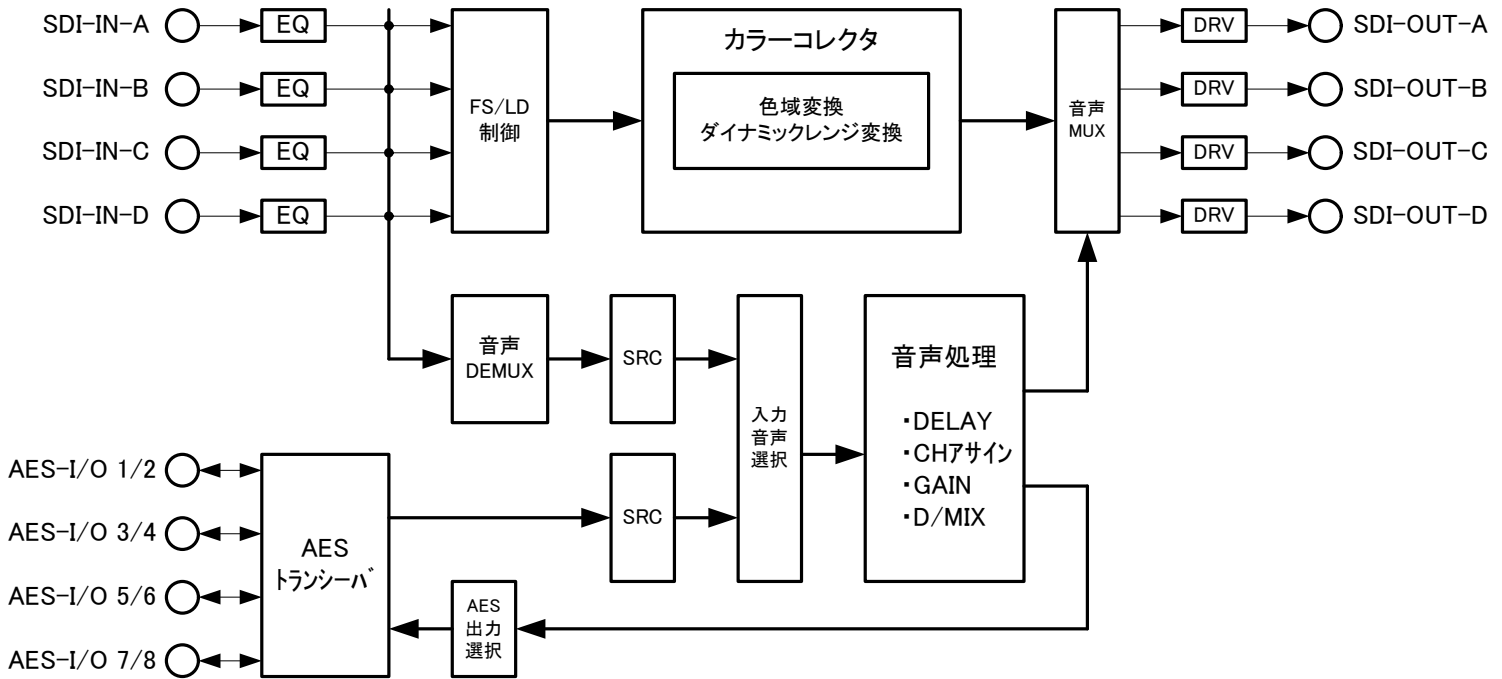 SDI-IN-A
EQ
SDI-IN-B
EQ
SDI-IN-C
EQ
SDI-IN-D
EQ
FS/LD
制御
カラーコレクタ
色域変換
ダイナミックレンジ変換
音声
MUX
DRV
SDI-OUT-A
DRV
SDI-OUT-B
DRV
SDI-OUT-C
DRV
SDI-OUT-D
音声
DEMUX
SRC
入力
音声
選択
音声処理
・DELAY
・CHアサイン
・GAIN
・D/MIX
AES-I/O 1/2
AES-I/O 3/4
AES-I/O 5/6
AES-I/O 7/8
AES
トランシーバ
SRC
AES
出力
選択